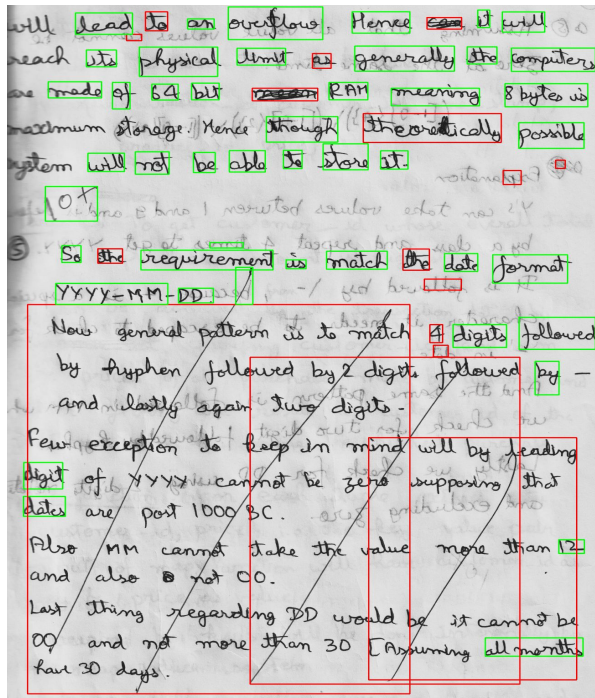 will lead to an overflow Hence it will
reach its physical limit as generally the computers
are made of 64 bit RAM meaning 8 bytes is
maximum storage. Hence though theoretically possible
system will not be able to store it.
10%
5 So the requirement is match the date format
YYYY-MM-DD
Now general pattern is to match 4 digits followed
by hyphen followed by 2 digits followed by -
and lastly again two digits-
Few exception to keep in mind will by leading
digit of YYYY cannot be zero supposing that
dates are post 1000 BC.
Also MM cannot take the value more than 12-
and also not 00.
Last thing regarding DD would be it cannot be
00 and not more than 30 [Assuming all months
have 30 days.